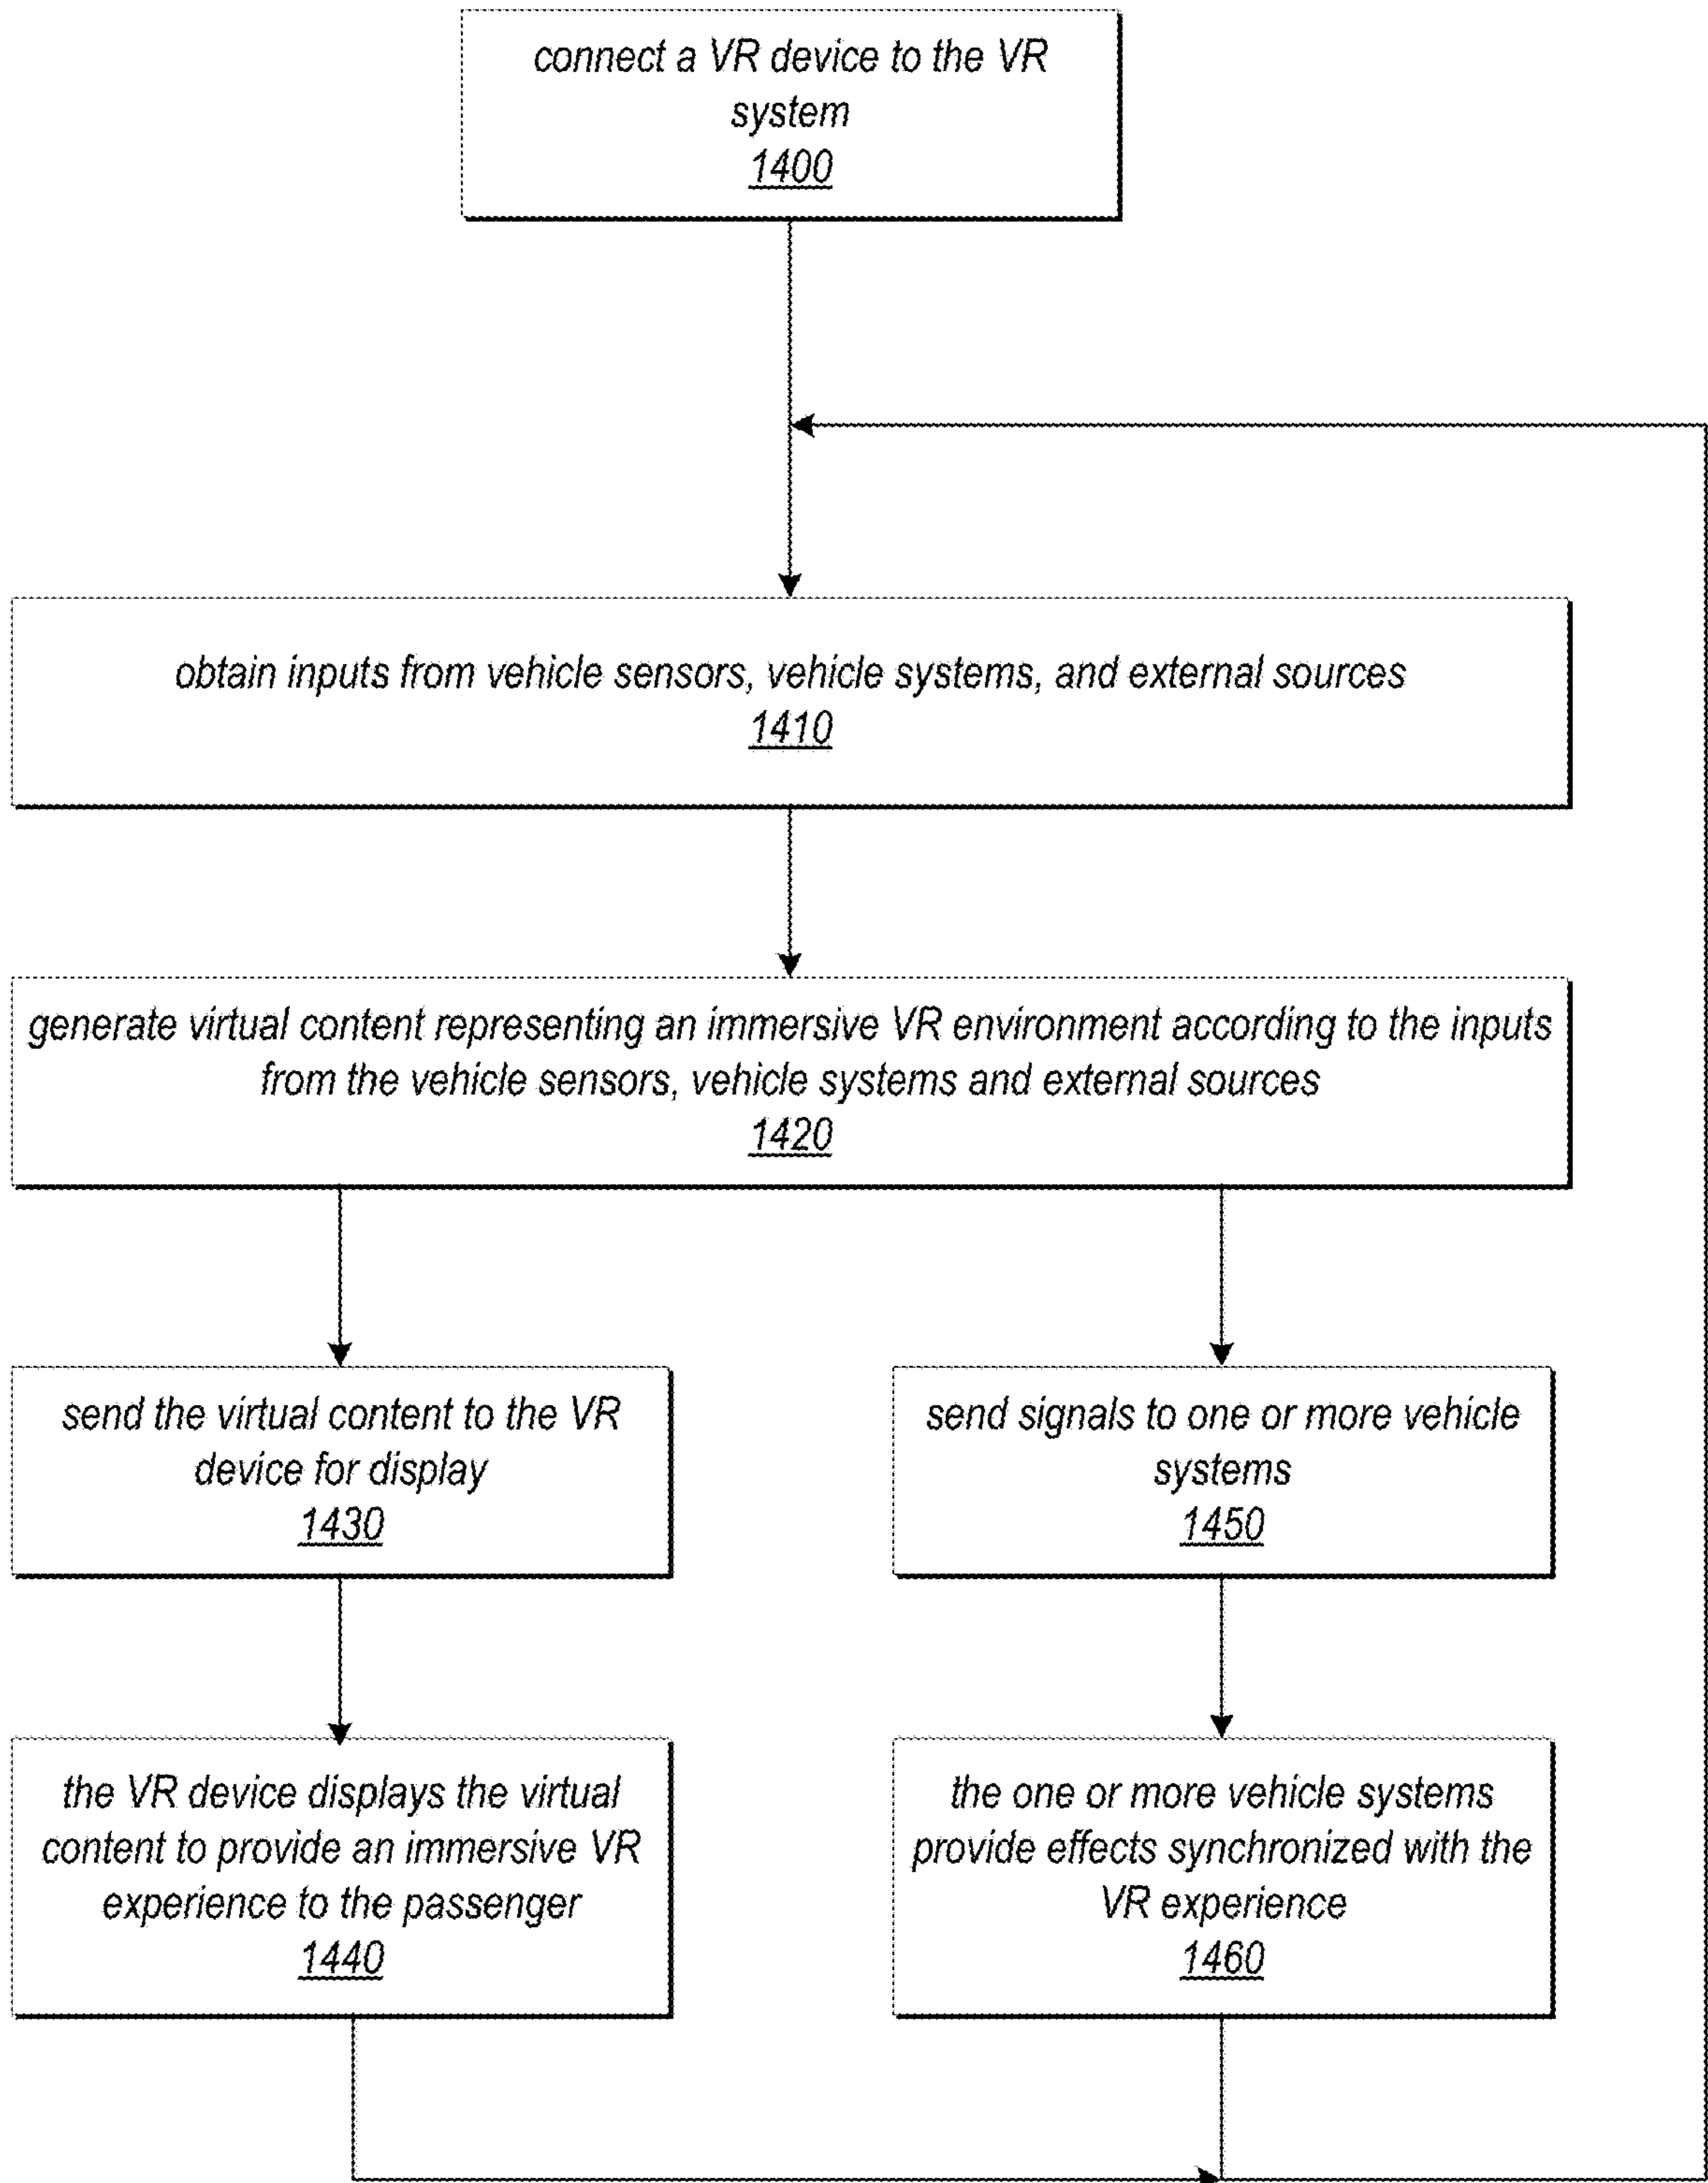 connect a VR device to the VR
system
1400
obtain inputs from vehicle sensors, vehicle systems, and external sources
1410
generate virtual content representing an immersive VR environment according to the inputs
from the vehicle sensors, vehicle systems and external sources
1420
send the virtual content to the VR
device for display
1430
send signals to one or more vehicle
systems
1450
the VR device displays the virtual
content to provide an immersive VR
experience to the passenger
1440
the one or more vehicle systems
provide effects synchronized with the
VR experience
1460